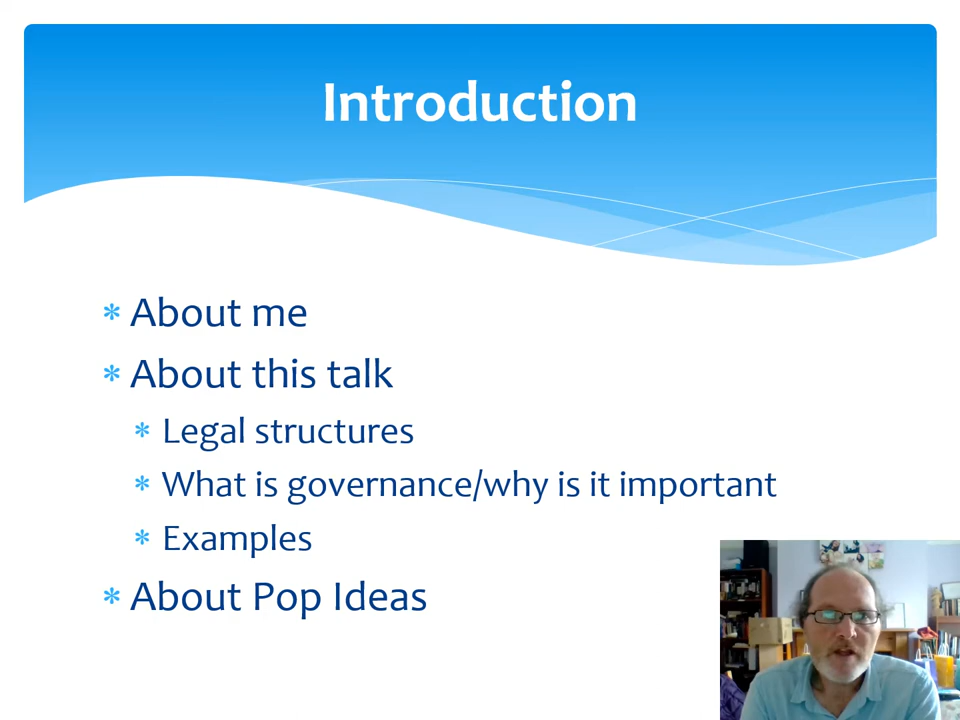 Introduction
* About me
* About this talk
* Legal structures
* What is governance/why is it important
* Examples
* About Pop Ideas